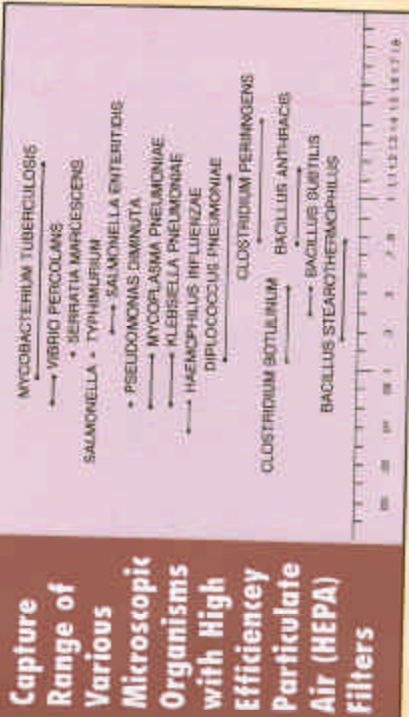 Capture
Range of
Various
Microscopic
Organisms
with High
Efficiencey
Particulate
Air (HEPA)
Filters
MYCOBACTERIUM TUBERCULOSIS
VIBRIO PERCOLANS
• SERRATIA MARCESCENS
SALMONELLA • TYPHIMURIUM
SALMONELLA ENTERITIDIS
• PSEUDOMONAS DIMINUTA
MYCOPLASMA PNEUMONIAE
KLEBSIELLA PNEUMONIAE
HAEMOPHILUS INFLUENZAE
DIPLOCOCCUS PNEUMONIAE
CLOSTRIDIUM PERINNGENS
CLOSTRIDIUM BOTULINUM
BACILLUS ANTHRACIS
BACILLUS SUBTILIS
BACILLUS STEAROTHERMOPHILUS